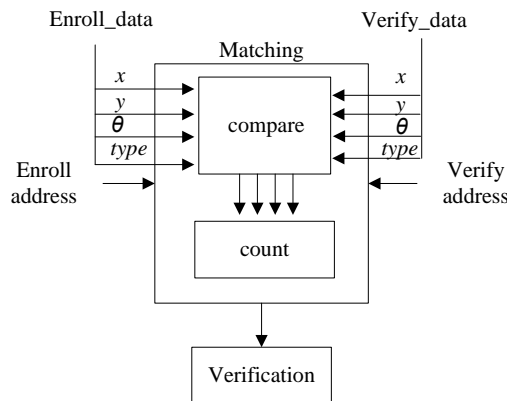 Enroll_data
Verify_data
Matching
x
y
θ
type
x
y
θ
type
compare
Enroll
address
Verify
address
count
Verification